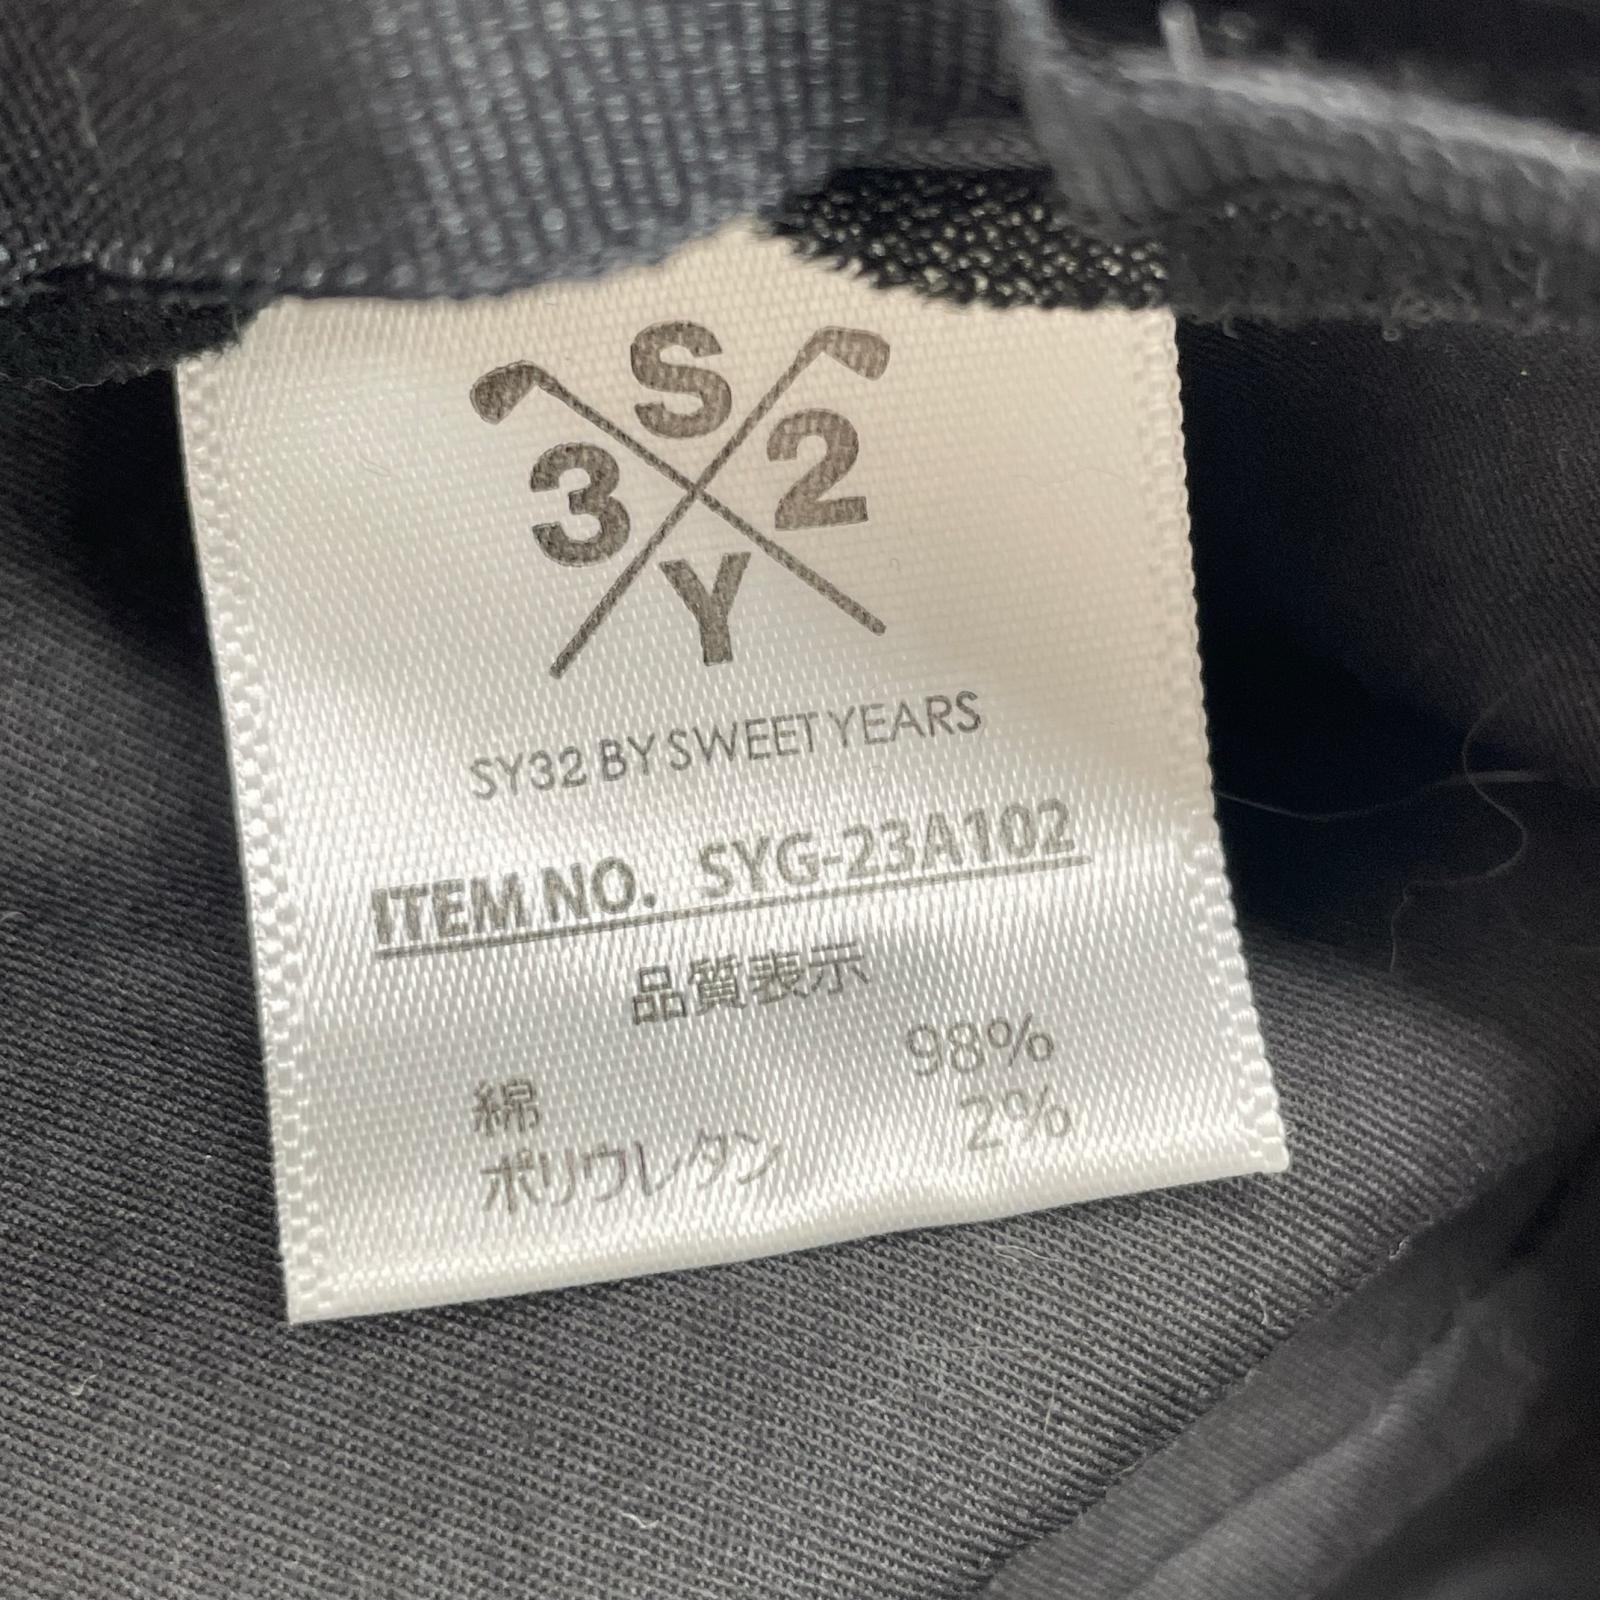 S
3 2
Y
SY32 BY SWEET YEARS
ITEM NO. SYG-23A102
品質表示
綿 98%
ポリウレタン 2%